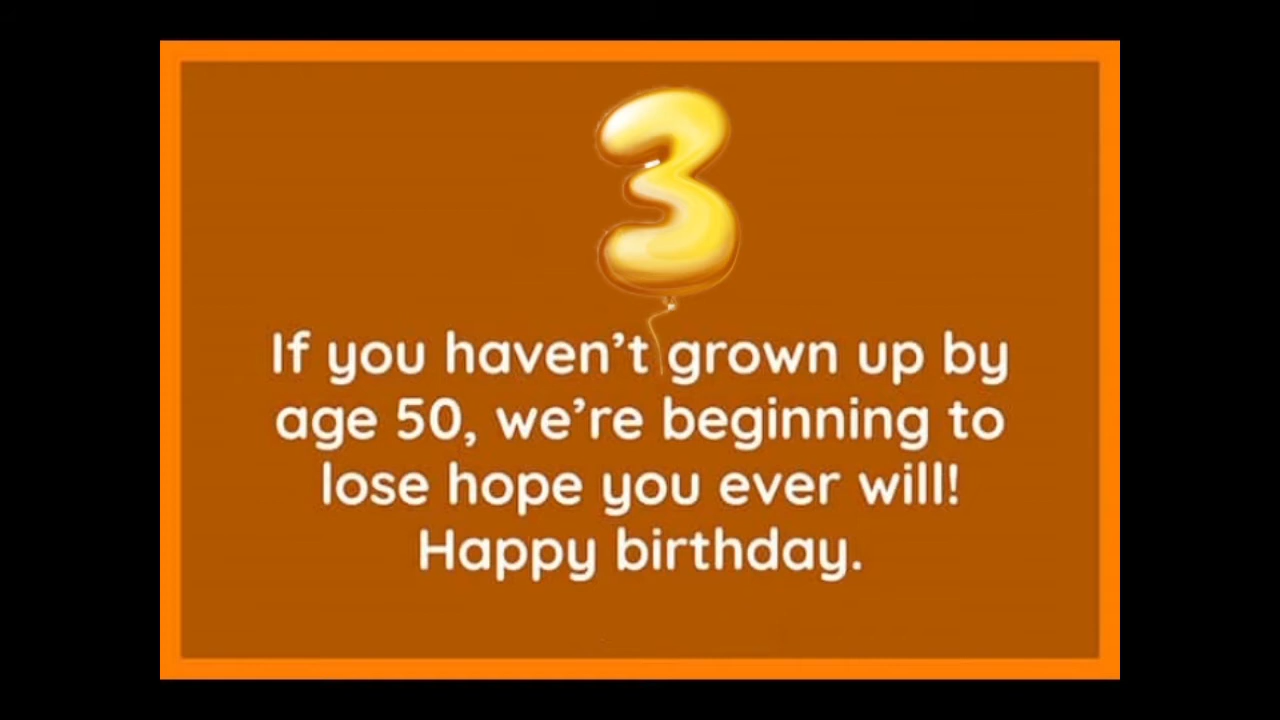 3
If you haven’t grown up by
age 50, we’re beginning to
lose hope you ever will!
Happy birthday.